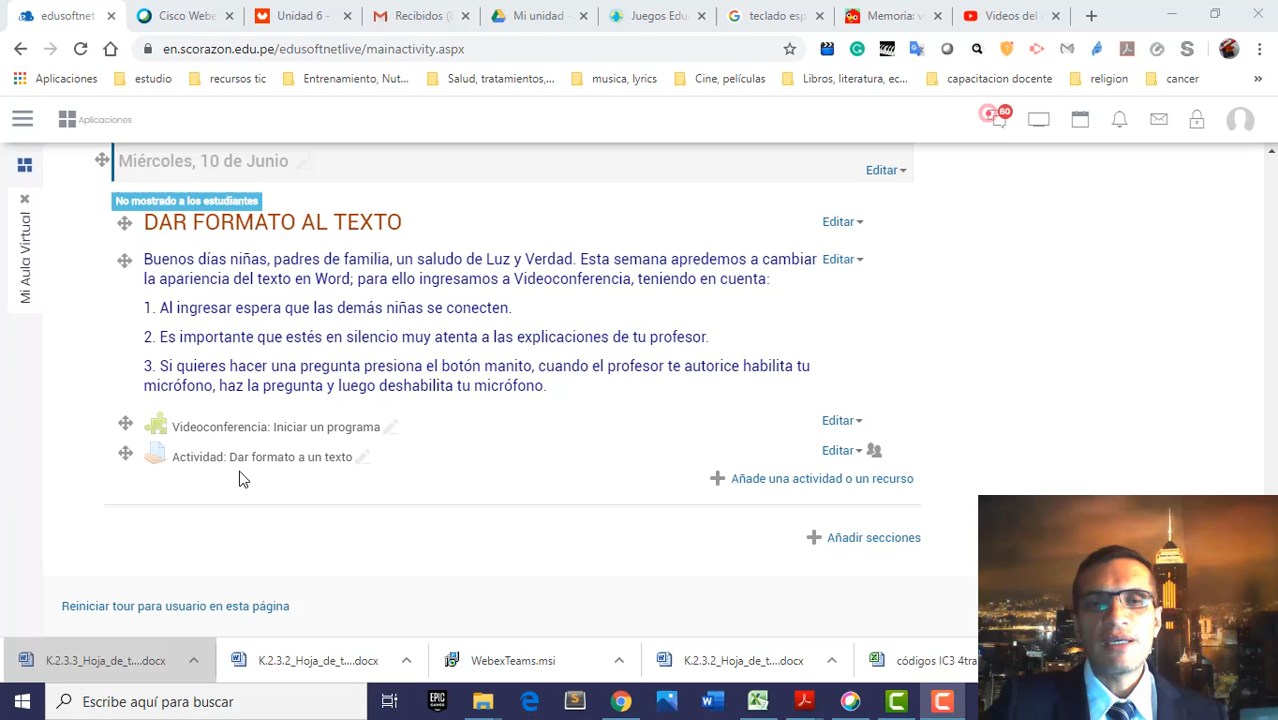 edusoftnet
Cisco Webe
Unidad 6 -
Recibidos (
Mi unidad -
Juegos Edu
teclado esp
Memoria: v
Videos del
en.scorazon.edu.pe/edusoftnetlive/mainactivity.aspx
Aplicaciones
estudio
recursos tic
Entrenamiento, Nut...
Salud, tratamientos,...
musica, lyrics
Cine, películas
Libros, literatura, ec...
capacitacion docente
religion
cancer
»
Aplicaciones
60
Mi Aula Virtual
Miércoles, 10 de Junio
Editar
No mostrado a los estudiantes
DAR FORMATO AL TEXTO
Editar
Buenos días niñas, padres de familia, un saludo de Luz y Verdad. Esta semana apredemos a cambiar
Editar
la apariencia del texto en Word; para ello ingresamos a Videoconferencia, teniendo en cuenta:
1. Al ingresar espera que las demás niñas se conecten.
2. Es importante que estés en silencio muy atenta a las explicaciones de tu profesor.
3. Si quieres hacer una pregunta presiona el botón manito, cuando el profesor te autorice habilita tu
micrófono, haz la pregunta y luego deshabilita tu micrófono.
Videoconferencia: Iniciar un programa
Editar
Actividad: Dar formato a un texto
Editar
Añade una actividad o un recurso
Añadir secciones
Reiniciar tour para usuario en esta página
K.2.3.3_Hoja_de_t....docx
K.2.3.2_Hoja_de_t....docx
WebexTeams.msi
K.2.3.2_Hoja_de_t....docx
códigos IC3 4tra
Escribe aquí para buscar
EPIC GAMES